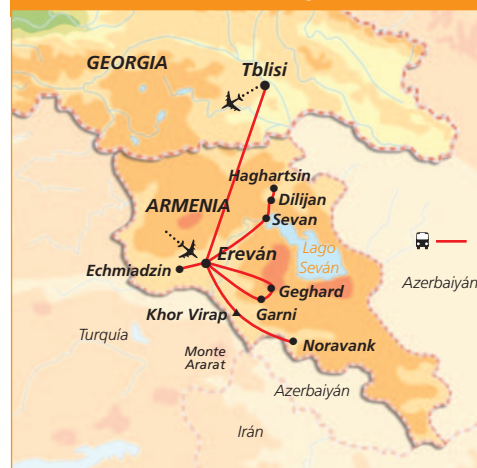 GEORGIA
Tblisi
Haghartsin
Dilijan
ARMENIA
Sevan
Ereván
Lago
Seván
Echmiadzin
Azerbaiyán
Geghard
Khor Virap
Garni
Turquía
Noravank
Monte
Ararat
Azerbaiyán
Irán